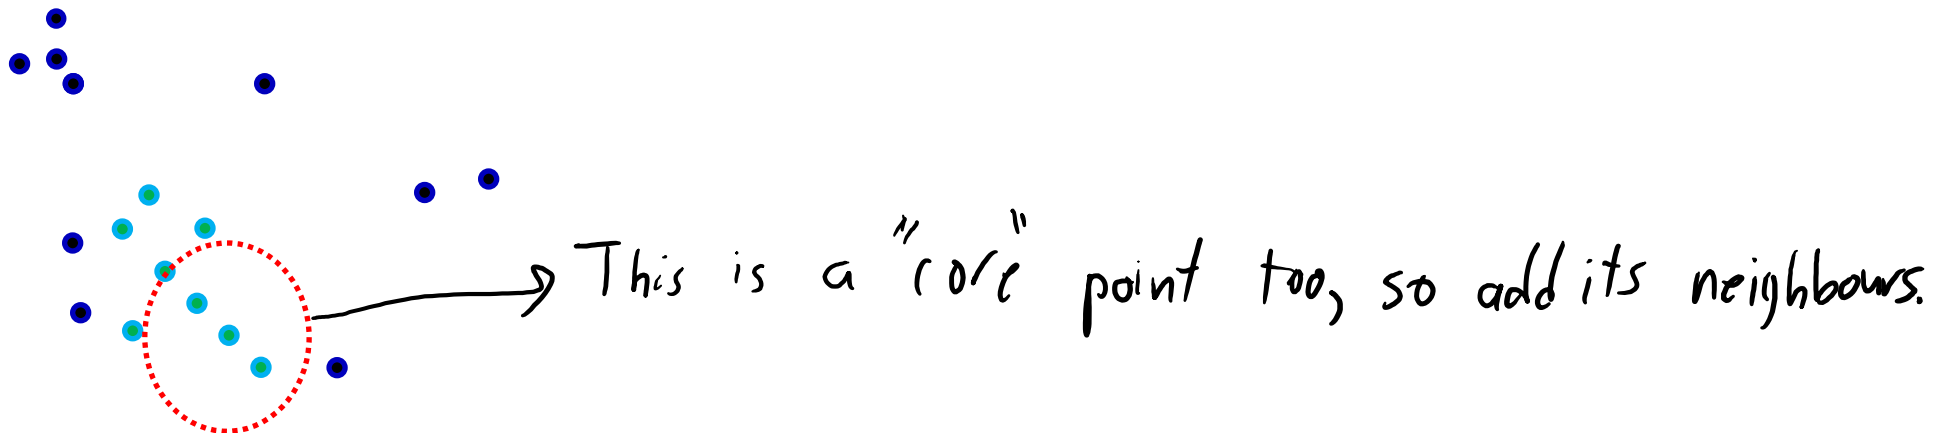 This is a "core" point too, so add its neighbours.